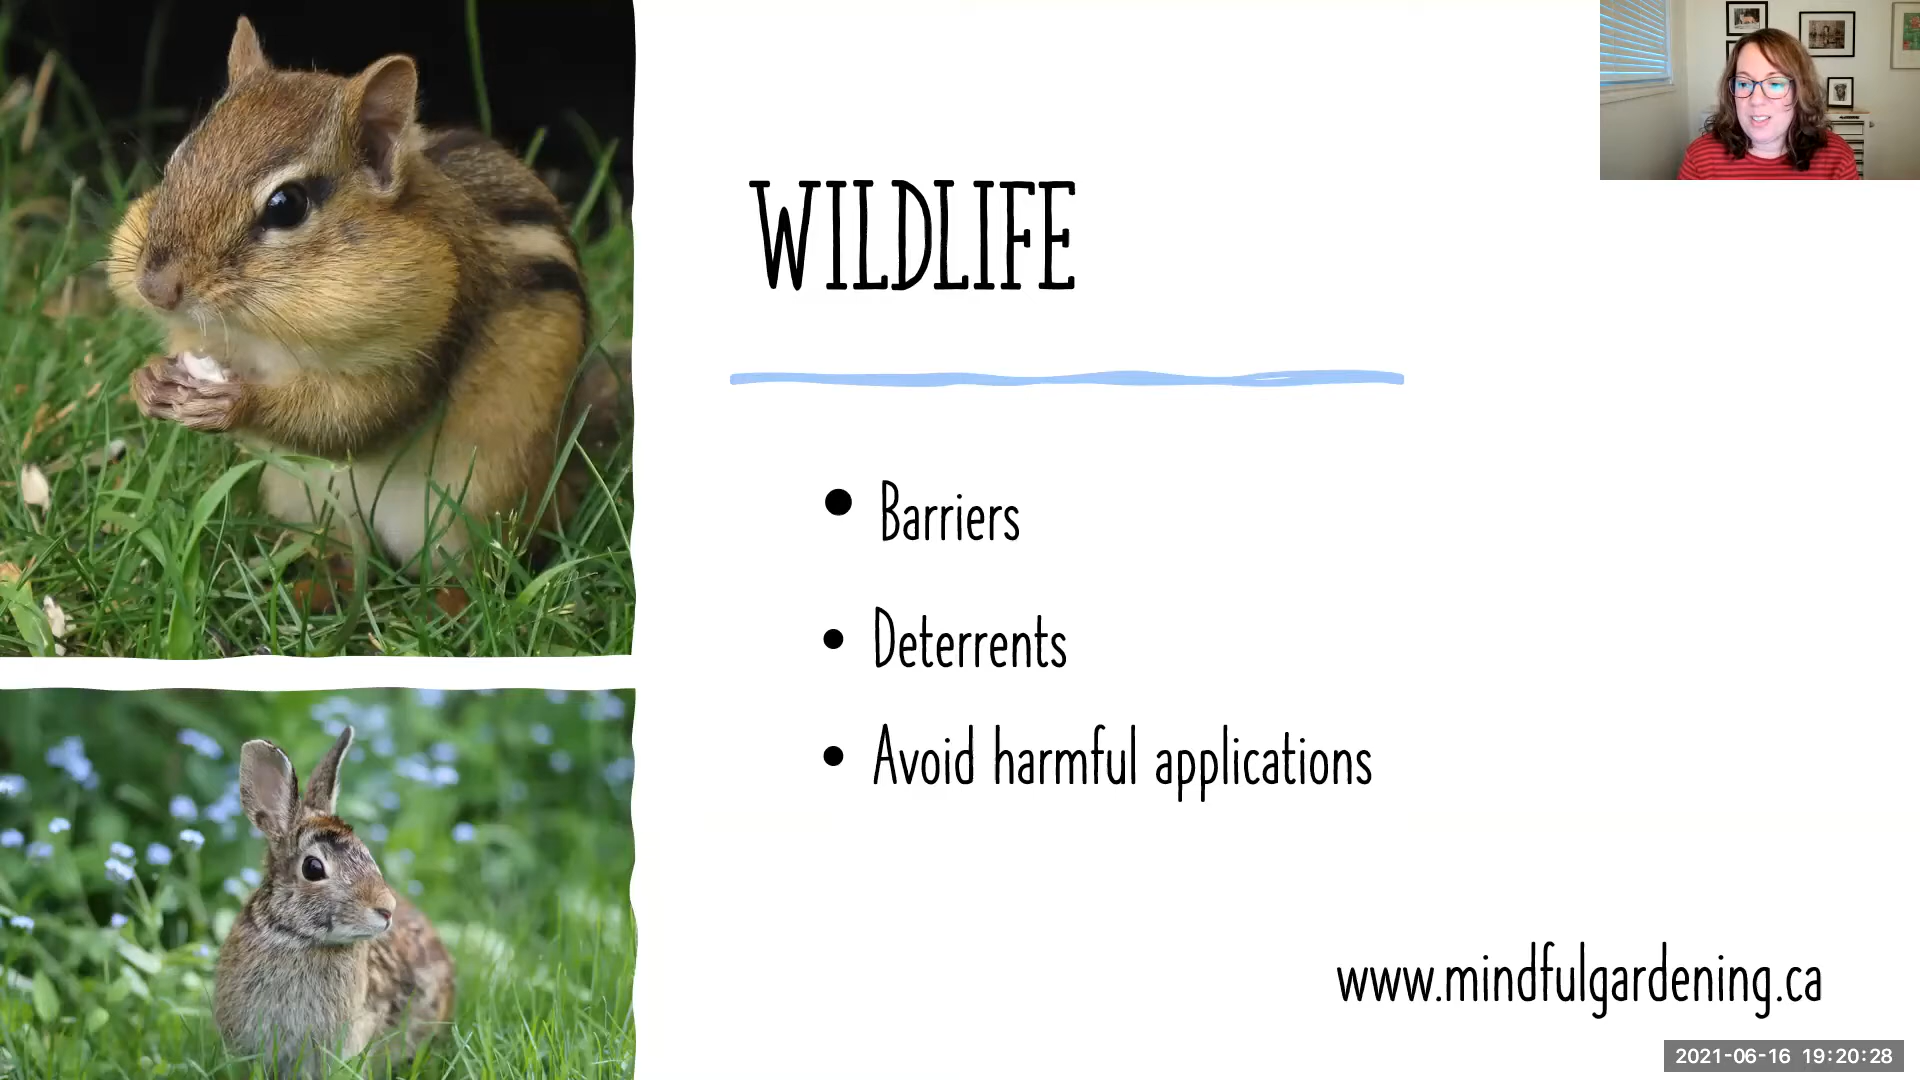 WILDLIFE
Barriers
Deterrents
Avoid harmful applications
www.mindfulgardening.ca
2021-06-16 19:20:28